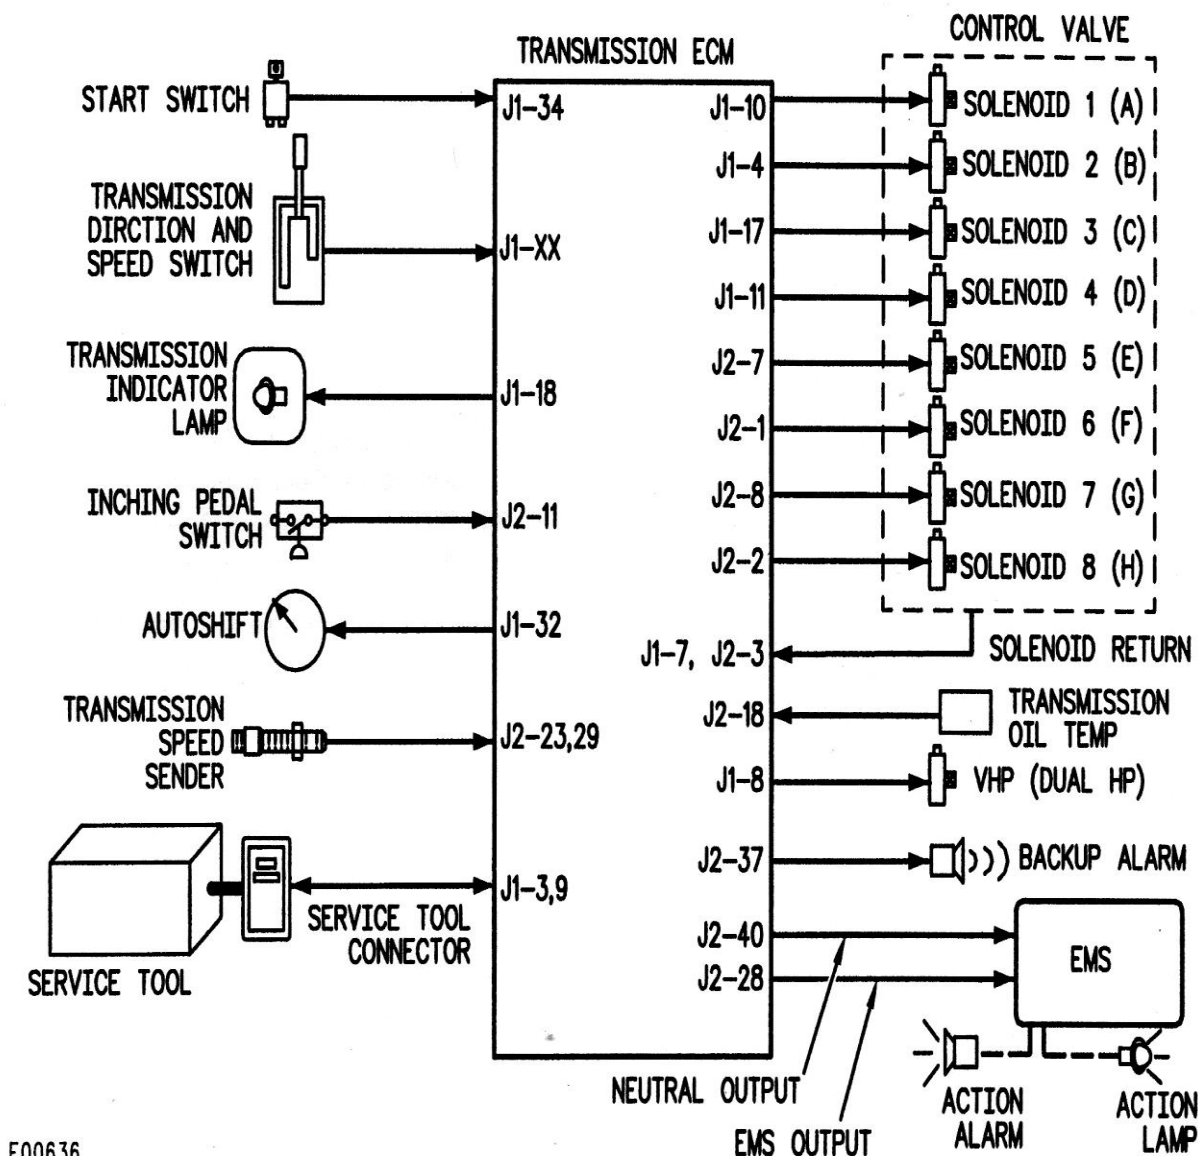 CONTROL VALVE
TRANSMISSION ECM
START SWITCH
J1-34
J1-10
SOLENOID 1 (A)
J1-4
SOLENOID 2 (B)
TRANSMISSION
DIRCTION AND
SPEED SWITCH
J1-XX
J1-17
SOLENOID 3 (C)
J1-11
SOLENOID 4 (D)
TRANSMISSION
INDICATOR
LAMP
J1-18
J2-7
SOLENOID 5 (E)
J2-1
SOLENOID 6 (F)
INCHING PEDAL
SWITCH
J2-11
J2-8
SOLENOID 7 (G)
J2-2
SOLENOID 8 (H)
AUTOSHIFT
J1-32
J1-7, J2-3
SOLENOID RETURN
TRANSMISSION
SPEED
SENDER
J2-23,29
J2-18
TRANSMISSION
OIL TEMP
J1-8
VHP (DUAL HP)
J2-37
BACKUP ALARM
J1-3,9
SERVICE TOOL
CONNECTOR
SERVICE TOOL
J2-40
J2-28
EMS
NEUTRAL OUTPUT
EMS OUTPUT
ACTION
ALARM
ACTION
LAMP
E00636